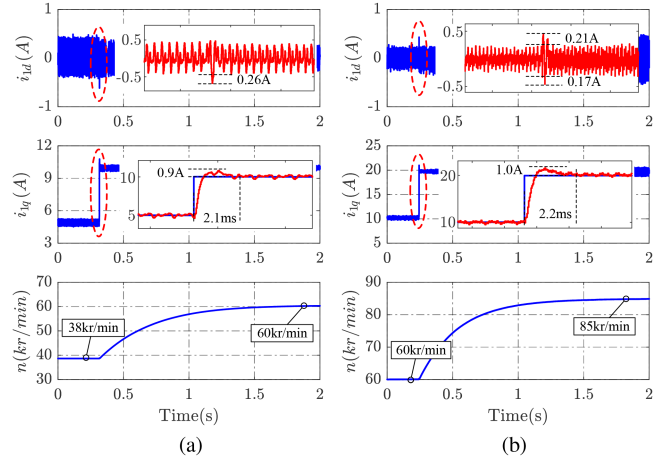 1
0
-1
i1d (A)
0.5
-0.5
0.26A
0 0.5 1 1.5 2
1
0
-1
i1d (A)
0.5
-0.5
0.21A
0.17A
0 0.5 1 1.5 2
12
9
6
3
i1q (A)
10
5
0.9A
2.1ms
0 0.5 1 1.5 2
25
20
15
10
5
i1q (A)
20
10
1.0A
2.2ms
0 0.5 1 1.5 2
70
60
50
40
30
n(kr/min)
38kr/min
60kr/min
0 0.5 1 1.5 2
Time(s)
(a)
90
80
70
60
n(kr/min)
60kr/min
85kr/min
0 0.5 1 1.5 2
Time(s)
(b)